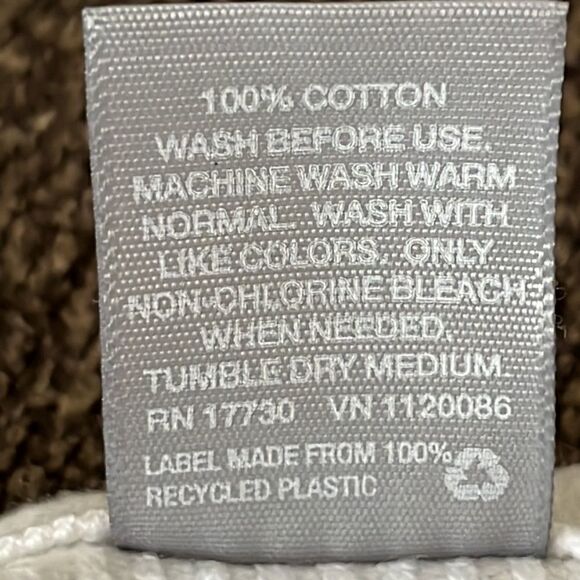 100% COTTON
WASH BEFORE USE.
MACHINE WASH WARM
NORMAL. WASH WITH
LIKE COLORS. ONLY
NON-CHLORINE BLEACH
WHEN NEEDED.
TUMBLE DRY MEDIUM.
RN 17730 VN 1120086
LABEL MADE FROM 100%
RECYCLED PLASTIC